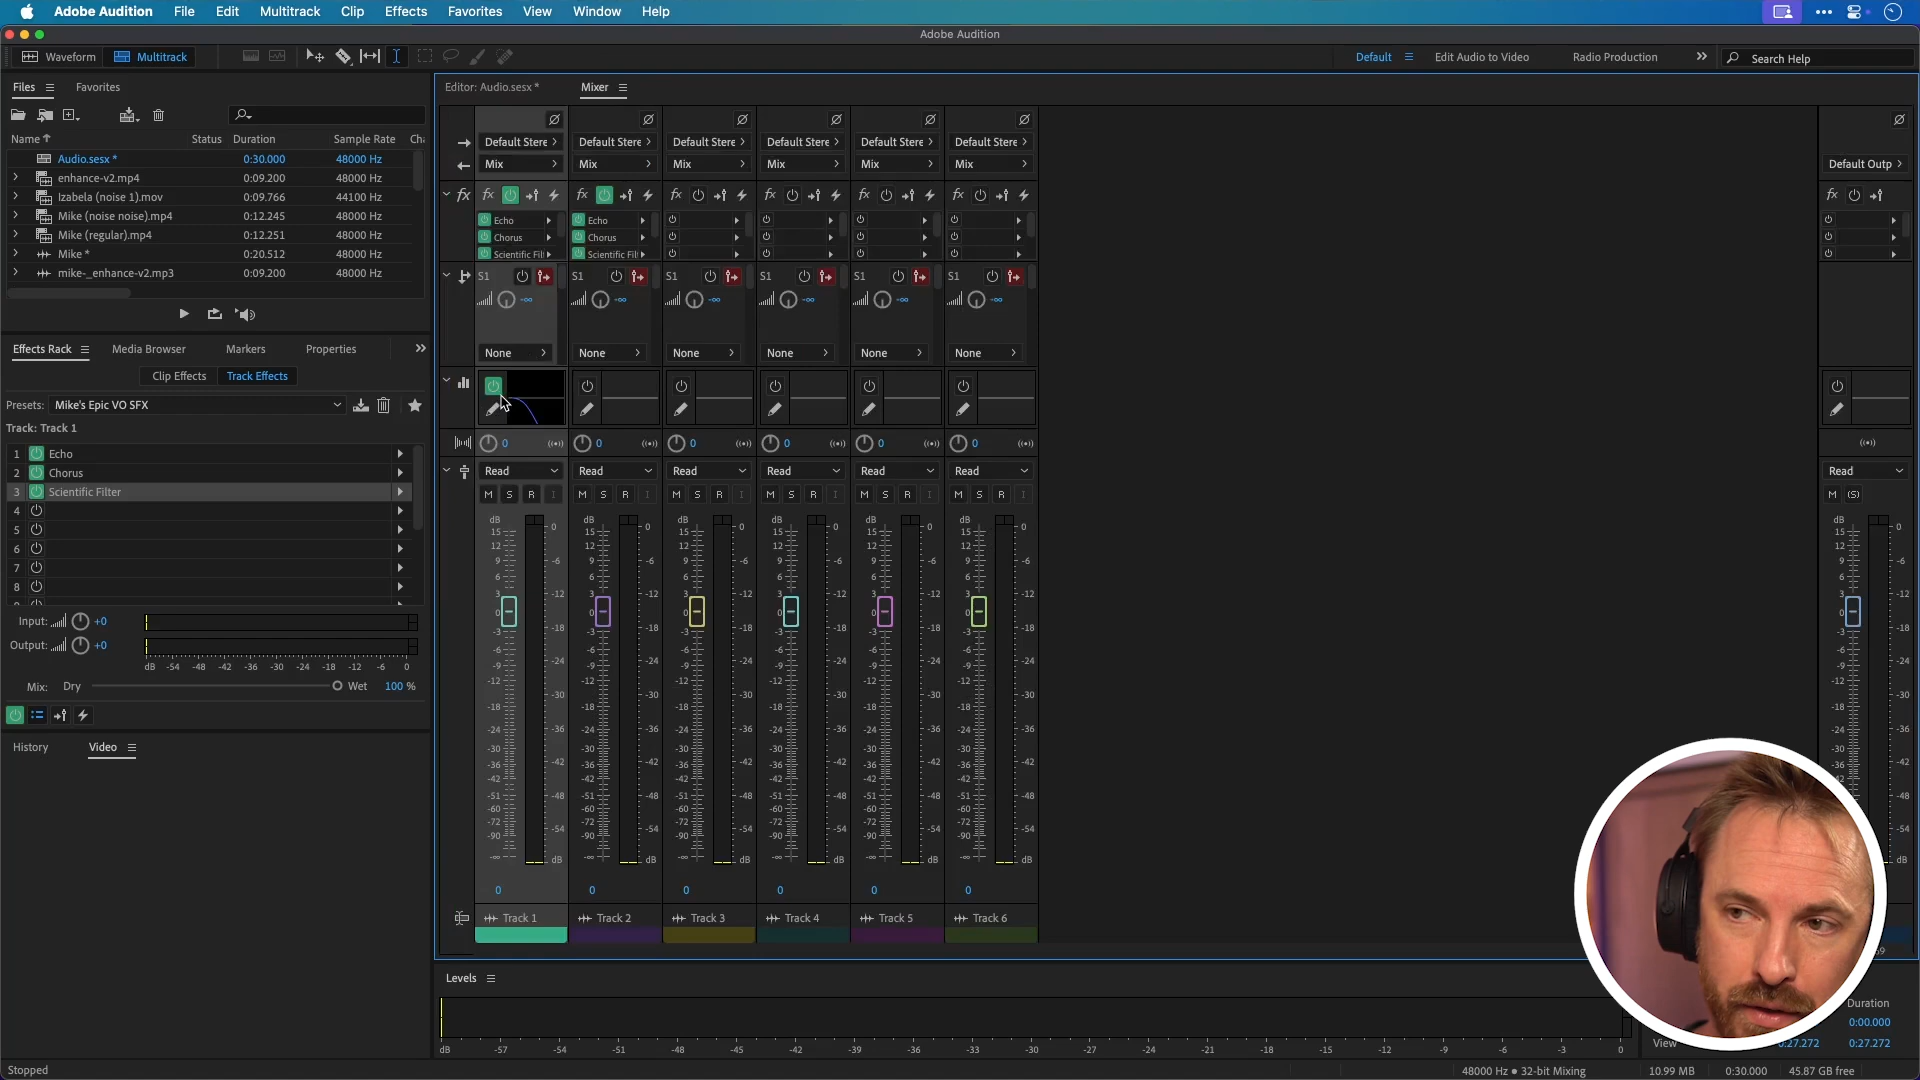 Adobe Audition File Edit Multitrack Clip Effects Favorites View Window Help
Adobe Audition
Waveform Multitrack Default Edit Audio to Video Radio Production Search Help
Files Favorites Editor: Audio.sesx * Mixer
Name Status Duration Sample Rate Ch
Audio.sesx * 0:30.000 48000 Hz
enhance-v2.mp4 0:09.200 48000 Hz
Izabela (noise 1).mov 0:09.766 44100 Hz
Mike (noise noise).mp4 0:12.245 48000 Hz
Mike (regular).mp4 0:12.251 48000 Hz
Mike * 0:20.512 48000 Hz
mike-_enhance-v2.mp3 0:09.200 48000 Hz
Default Stere Default Stere Default Stere Default Stere Default Stere Default Stere
Mix Mix Mix Mix Mix Mix Default Outp
fx fx fx fx fx fx fx fx
Echo Echo
Chorus Chorus
Scientific Filt Scientific Filt
S1 S1 S1 S1 S1 S1
-∞ -∞ -∞ -∞ -∞ -∞
None None None None None None
Effects Rack Media Browser Markers Properties
Clip Effects Track Effects
Presets: Mike's Epic VO SFX
Track: Track 1
1 Echo
2 Chorus
3 Scientific Filter
4
5
6
7
8
Input: +0
Output: +0
dB -54 -48 -42 -36 -30 -24 -18 -12 -6 0
Mix: Dry Wet 100 %
History Video
0 0 0 0 0 0
Read Read Read Read Read Read Read
M S R I M S R I M S R I M S R I M S R I M S R I M (S)
dB dB dB dB dB dB dB
15 0 15 0 15 0 15 0 15 0 15 0 15 0
12 12 12 12 12 12 12
9 -6 9 -6 9 -6 9 -6 9 -6 9 -6 9 -6
6 6 6 6 6 6 6
3 -12 3 -12 3 -12 3 -12 3 -12 3 -12 3 -12
0 0 0 0 0 0 0
-3 -18 -3 -18 -3 -18 -3 -18 -3 -18 -3 -18 -3 -18
-6 -6 -6 -6 -6 -6 -6
-9 -24 -9 -24 -9 -24 -9 -24 -9 -24 -9 -24 -9 -24
-12 -12 -12 -12 -12 -12 -12
-18 -30 -18 -30 -18 -30 -18 -30 -18 -30 -18 -30 -18 -30
-24 -36 -24 -36 -24 -36 -24 -36 -24 -36 -24 -36 -24 -36
-30 -30 -30 -30 -30 -30 -30
-36 -42 -36 -42 -36 -42 -36 -42 -36 -42 -36 -42 -36 -42
-42 -42 -42 -42 -42 -42 -42
-51 -48 -51 -48 -51 -48 -51 -48 -51 -48 -51 -48 -48
-60 -60 -60 -60 -60 -60
-72 -54 -72 -54 -72 -54 -72 -54 -72 -54 -72 -54 -54
-90 -90 -90 -90 -90 -90
-∞ dB -∞ dB -∞ dB -∞ dB -∞ dB -∞ dB dB
0 0 0 0 0 0
Track 1 Track 2 Track 3 Track 4 Track 5 Track 6
Levels
dB -57 -54 -51 -48 -45 -42 -39 -36 -33 -30 -27 -24 -21 -18 -15 -12 -9 -6 -3 0
Duration
0:00.000
View 0:27.272 0:27.272
Stopped 48000 Hz ● 32-bit Mixing 10.99 MB 0:30.000 45.87 GB free